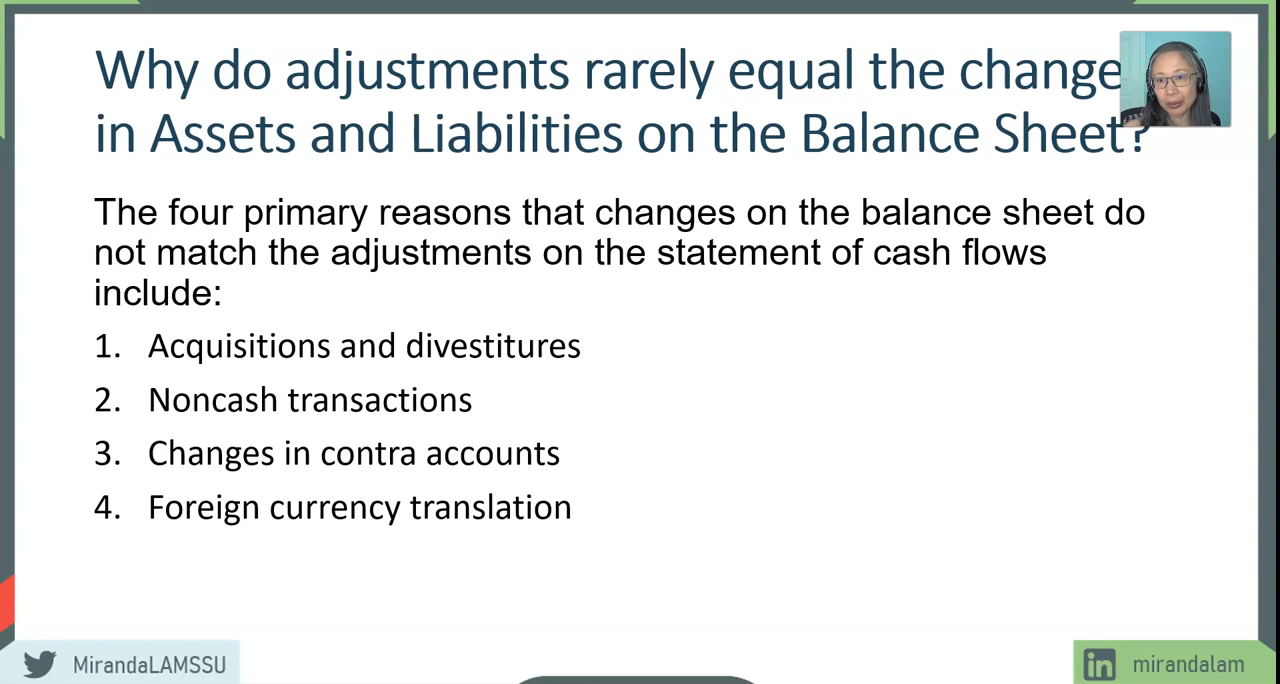 Why do adjustments rarely equal the change
in Assets and Liabilities on the Balance Sheet?
The four primary reasons that changes on the balance sheet do
not match the adjustments on the statement of cash flows
include:
1. Acquisitions and divestitures
2. Noncash transactions
3. Changes in contra accounts
4. Foreign currency translation
MirandaLAMSSU
in mirandalam